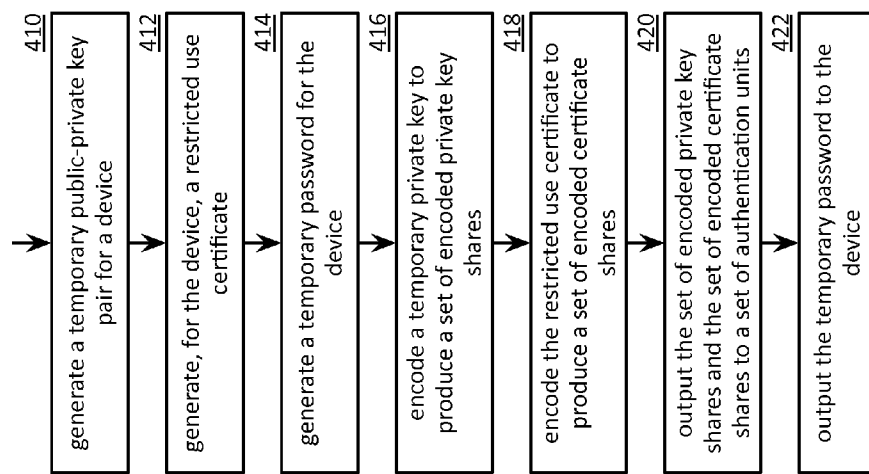 410
generate a temporary public-private key
pair for a device
412
generate, for the device, a restricted use
certificate
414
generate a temporary password for the
device
416
encode a temporary private key to
produce a set of encoded private key
shares
418
encode the restricted use certificate to
produce a set of encoded certificate
shares
420
output the set of encoded private key
shares and the set of encoded certificate
shares to a set of authentication units
422
output the temporary password to the
device